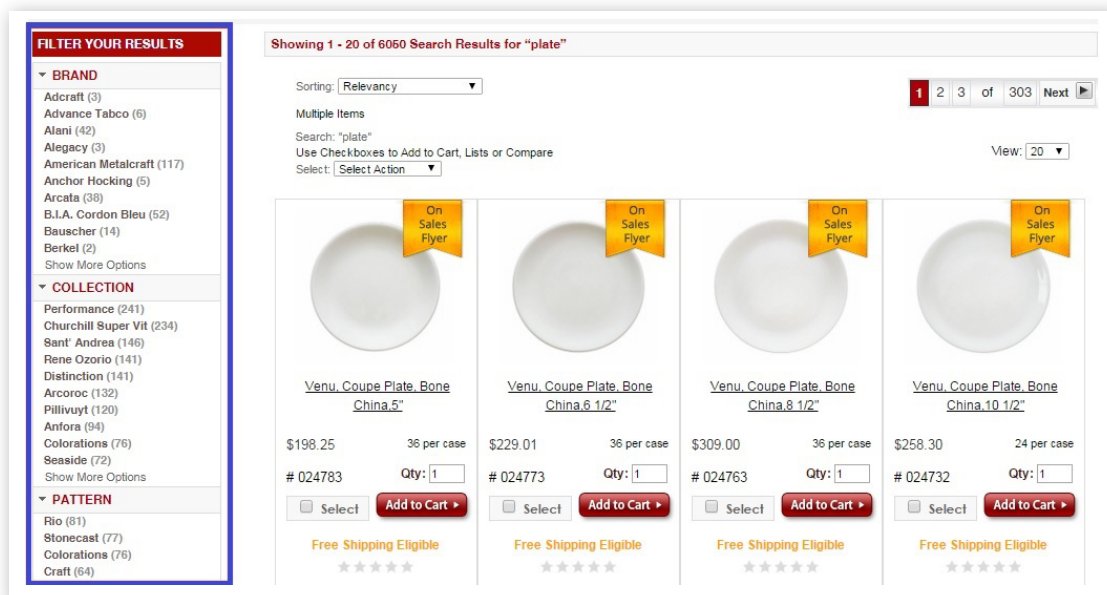 FILTER YOUR RESULTS
BRAND
Adcraft (3)
Advance Tabco (6)
Alani (42)
Alegacy (3)
American Metalcraft (117)
Anchor Hocking (5)
Arcata (38)
B.I.A. Cordon Bleu (52)
Bauscher (14)
Berkel (2)
Show More Options
COLLECTION
Performance (241)
Churchill Super Vit (234)
Sant' Andrea (146)
Rene Ozorio (141)
Distinction (141)
Arcoroc (132)
Pillivuyt (120)
Anfora (94)
Colorations (76)
Seaside (72)
Show More Options
PATTERN
Rio (81)
Stonecast (77)
Colorations (76)
Craft (64)
Showing 1 - 20 of 6050 Search Results for “plate”
Sorting: Relevancy
1 2 3 of 303 Next
Multiple Items
Search: "plate"
Use Checkboxes to Add to Cart, Lists or Compare
View: 20
Select: Select Action
On
Sales
Flyer
Venu, Coupe Plate, Bone
China,5"
$198.25 36 per case
# 024783 Qty: 1
Select Add to Cart
Free Shipping Eligible
On
Sales
Flyer
Venu, Coupe Plate, Bone
China,6 1/2"
$229.01 36 per case
# 024773 Qty: 1
Select Add to Cart
Free Shipping Eligible
On
Sales
Flyer
Venu, Coupe Plate, Bone
China,8 1/2"
$309.00 36 per case
# 024763 Qty: 1
Select Add to Cart
Free Shipping Eligible
On
Sales
Flyer
Venu, Coupe Plate, Bone
China,10 1/2"
$258.30 24 per case
# 024732 Qty: 1
Select Add to Cart
Free Shipping Eligible